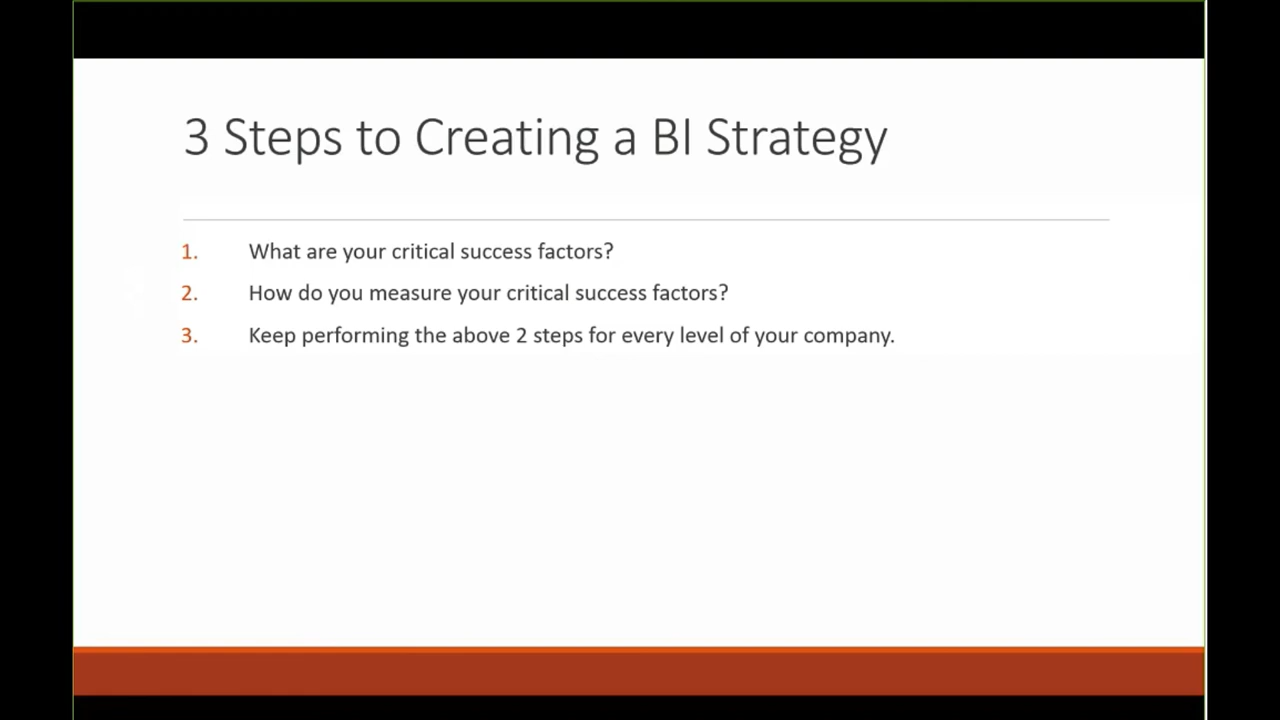 3 Steps to Creating a BI Strategy
1. What are your critical success factors?
2. How do you measure your critical success factors?
3. Keep performing the above 2 steps for every level of your company.